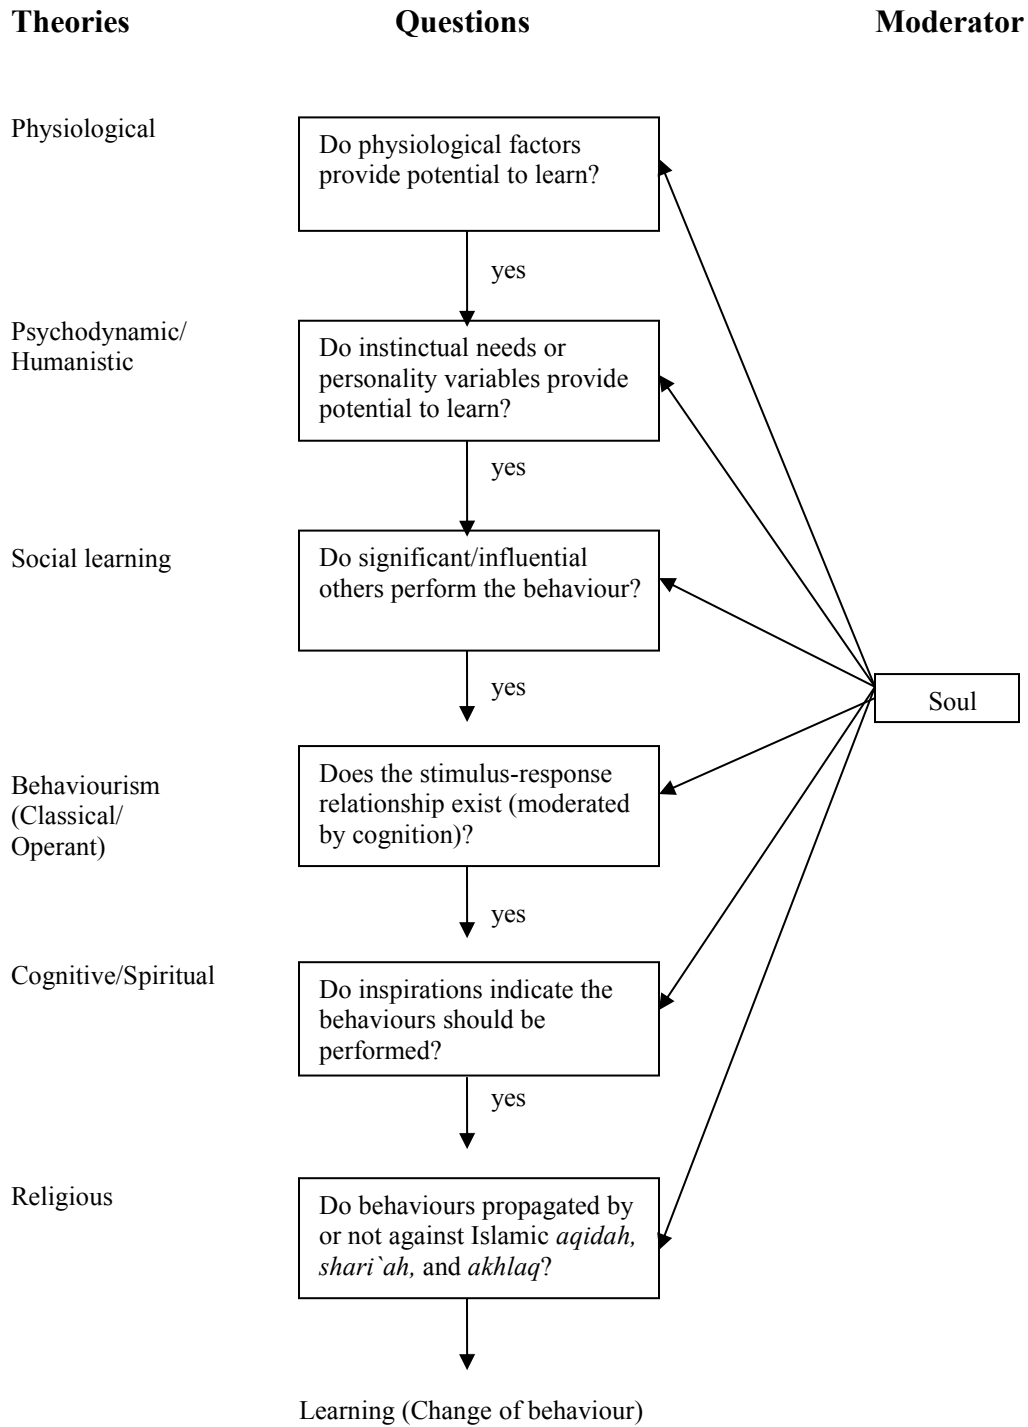 Theories Questions Moderator
Physiological
Do physiological factors
provide potential to learn?
yes
Psychodynamic/
Humanistic
Do instinctual needs or
personality variables provide
potential to learn?
yes
Social learning
Do significant/influential
others perform the behaviour?
yes
Soul
Behaviourism
(Classical/
Operant)
Does the stimulus-response
relationship exist (moderated
by cognition)?
yes
Cognitive/Spiritual
Do inspirations indicate the
behaviours should be
performed?
yes
Religious
Do behaviours propagated by
or not against Islamic aqidah,
shari`ah, and akhlaq?
Learning (Change of behaviour)